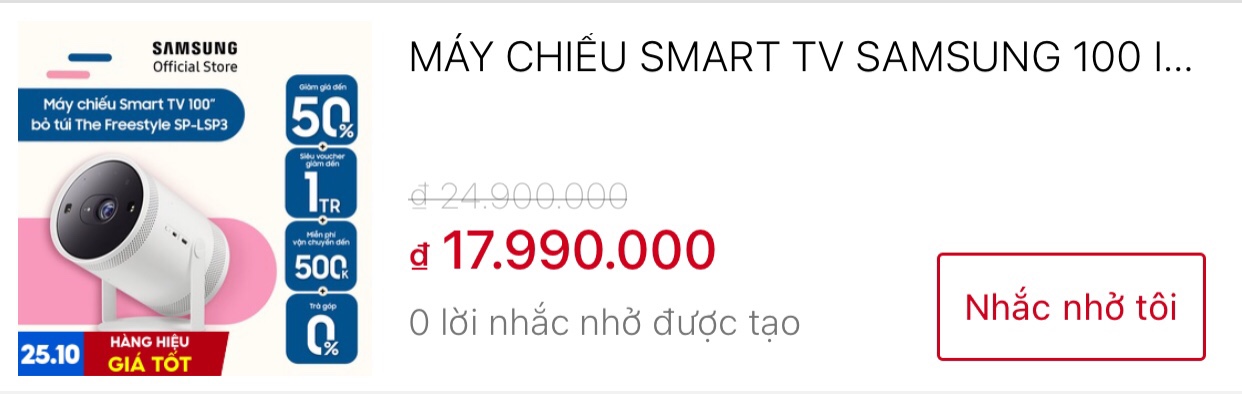 SAMSUNG
Official Store
Máy chiếu Smart TV 100"
bỏ túi The Freestyle SP-LSP3
Giảm giá đến
50%
+
Siêu voucher
giảm đến
1TR
+
Miễn phí
vận chuyển đến
500K
+
Trả góp
0%
25.10
HÀNG HIỆU
GIÁ TỐT
MÁY CHIẾU SMART TV SAMSUNG 100 I...
₫ 24.900.000
₫ 17.990.000
0 lời nhắc nhở được tạo
Nhắc nhở tôi